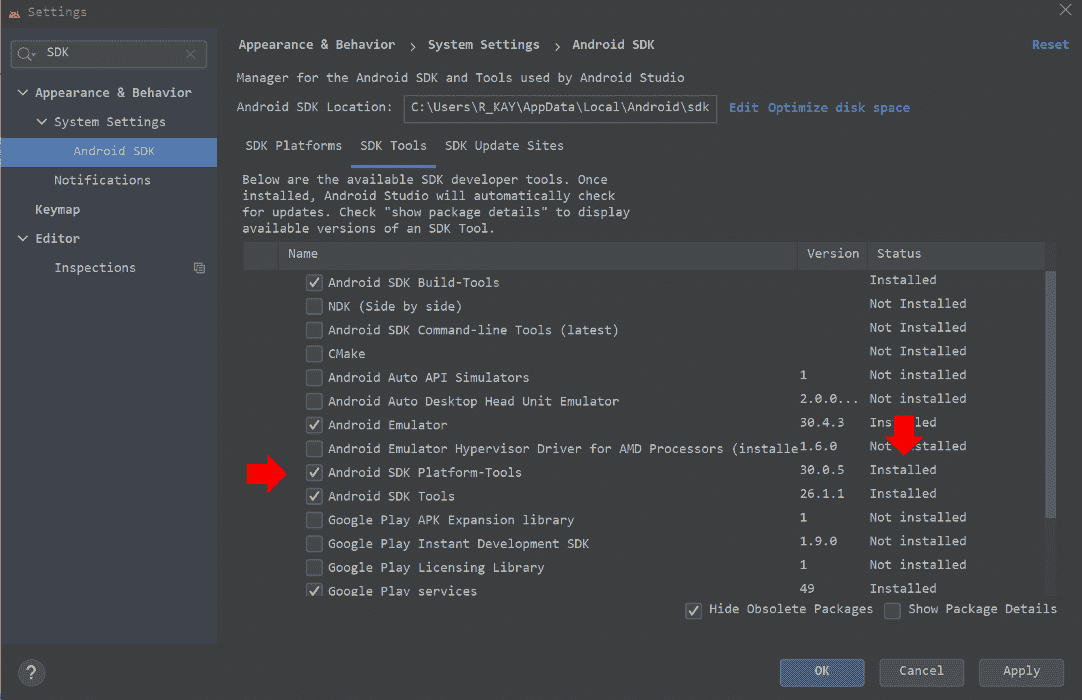 Settings
SDK
Appearance & Behavior
System Settings
Android SDK
Notifications
Keymap
Editor
Inspections
Appearance & Behavior › System Settings › Android SDK
Reset
Manager for the Android SDK and Tools used by Android Studio
Android SDK Location: C:\Users\R_KAY\AppData\Local\Android\sdk Edit Optimize disk space
SDK Platforms SDK Tools SDK Update Sites
Below are the available SDK developer tools. Once
installed, Android Studio will automatically check
for updates. Check "show package details" to display
available versions of an SDK Tool.
Name Version Status
Android SDK Build-Tools Installed
NDK (Side by side) Not Installed
Android SDK Command-line Tools (latest) Not Installed
CMake Not Installed
Android Auto API Simulators 1 Not installed
Android Auto Desktop Head Unit Emulator 2.0.0... Not installed
Android Emulator 30.4.3
Android Emulator Hypervisor Driver for AMD Processors (installe 1.6.0 Not installed
Android SDK Platform-Tools 30.0.5 Installed
Android SDK Tools 26.1.1 Installed
Google Play APK Expansion library 1 Not installed
Google Play Instant Development SDK 1.9.0 Not installed
Google Play Licensing Library 1 Not installed
Google Play services 49 Installed
Hide Obsolete Packages Show Package Details
? OK Cancel Apply